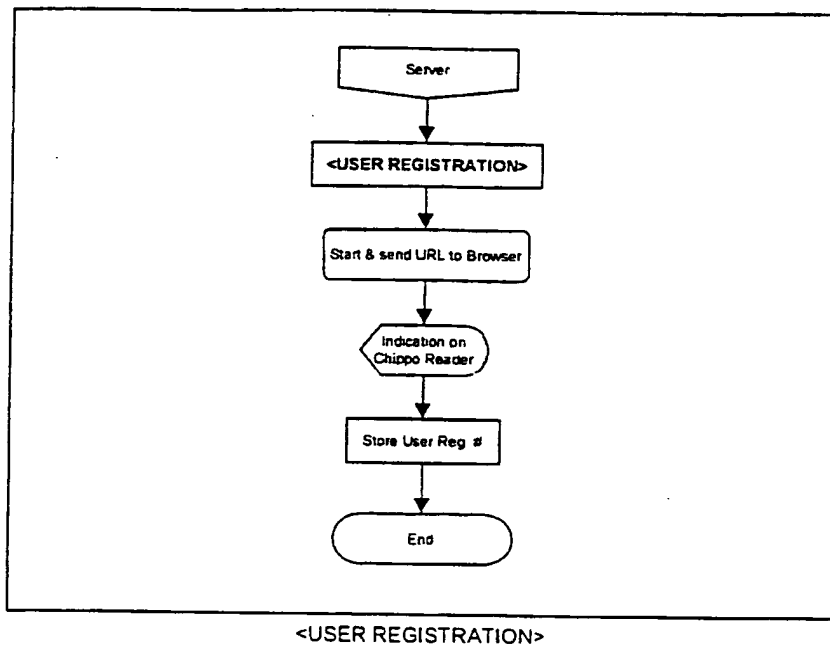 Server
<USER REGISTRATION>
Start & send URL to Browser
Indication on
Chippo Reader
Store User Reg #
End
<USER REGISTRATION>